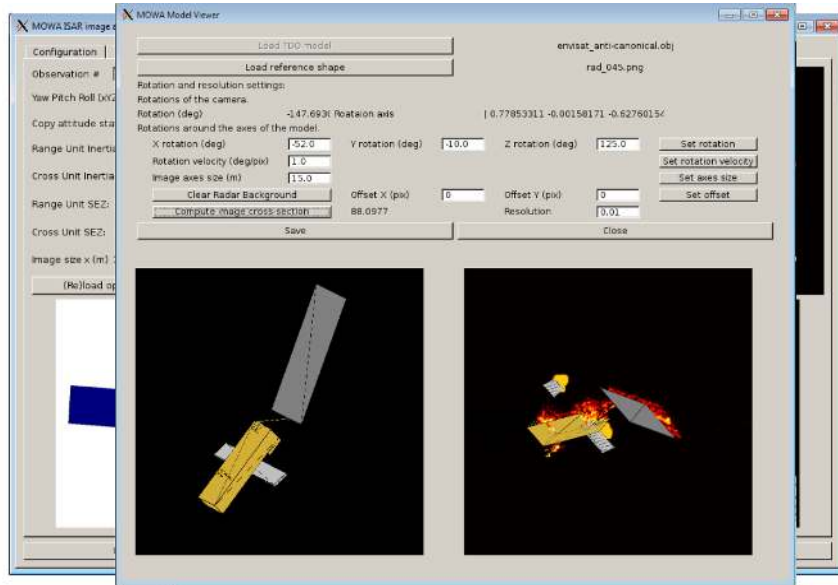 MOWA ISAR image
MOWA Model Viewer
Configuration
Observation #
Yaw Pitch Roll (XYZ
Copy attitude sta
Range Unit Inertia
Cross Unit Inertia
Range Unit SEZ:
Cross Unit SEZ:
Image size x (m)
(Re)load op
Load TDO model envisat_anti-canonical.obj
Load reference shape rad_045.png
Rotation and resolution settings:
Rotations of the camera.
Rotation (deg) -147.693( Roataion axis [ 0.77853311 -0.00158171 -0.6276015
Rotations around the axes of the model.
X rotation (deg) -52.0 Y rotation (deg) -10.0 Z rotation (deg) 125.0 Set rotation
Rotation velocity (deg/pix) 1.0 Set rotation velocity
Image axes size (m) 15.0 Set axes size
Clear Radar Background Offset X (pix) 0 Offset Y (pix) 0 Set offset
Compute image cross-section 88.0977 Resolution 0.01
Save Close